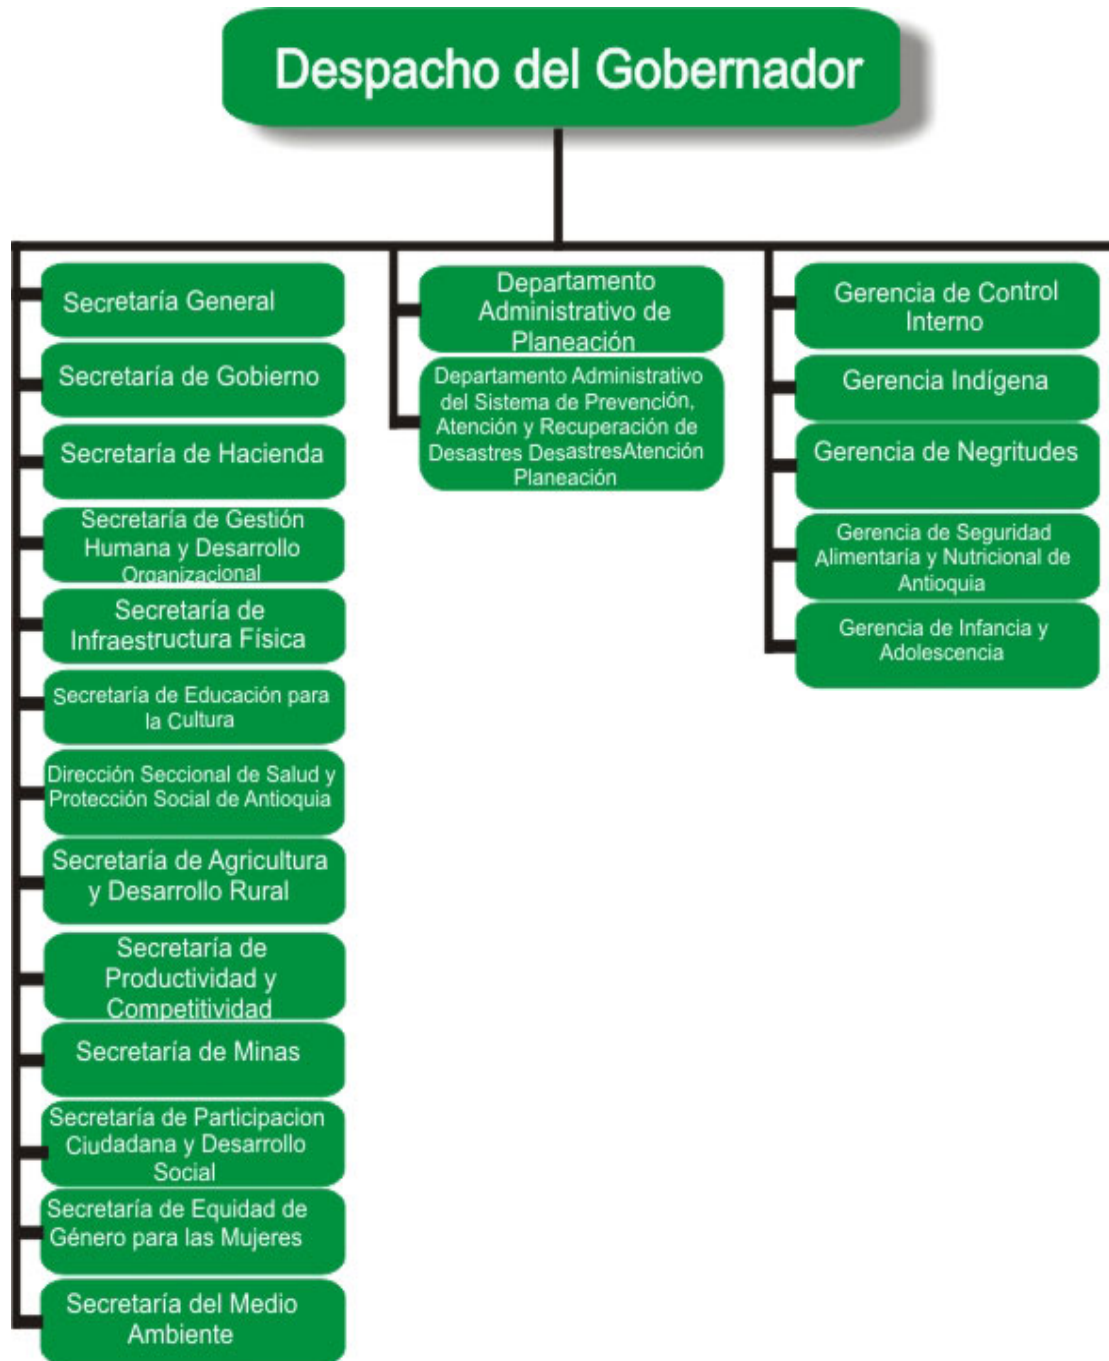 Despacho del Gobernador
Secretaría General
Secretaría de Gobierno
Secretaría de Hacienda
Secretaría de Gestión
Humana y Desarrollo
Organizacional
Secretaría de
Infraestructura Física
Secretaría de Educación para
la Cultura
Dirección Seccional de Salud y
Protección Social de Antioquia
Secretaría de Agricultura
y Desarrollo Rural
Secretaría de
Productividad y
Competitividad
Secretaría de Minas
Secretaría de Participacion
Ciudadana y Desarrollo
Social
Secretaría de Equidad de
Género para las Mujeres
Secretaría del Medio
Ambiente
Departamento
Administrativo de
Planeación
Departamento Administrativo
del Sistema de Prevención,
Atención y Recuperación de
Desastres DesastresAtención
Planeación
Gerencia de Control
Interno
Gerencia Indígena
Gerencia de Negritudes
Gerencia de Seguridad
Alimentaría y Nutricional de
Antioquia
Gerencia de Infancia y
Adolescencia